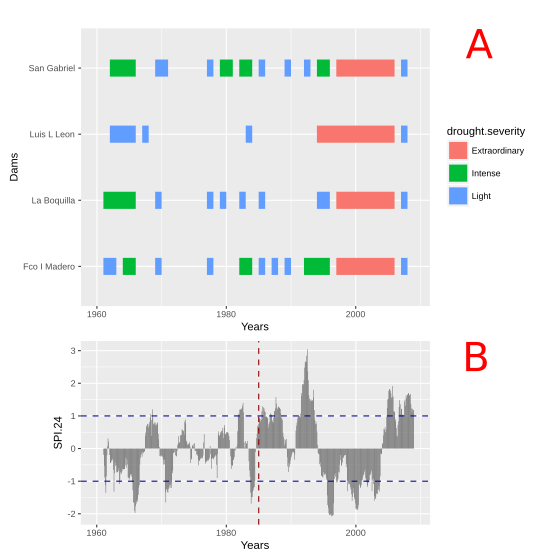 A
San Gabriel
Luis L Leon
La Boquilla
Fco I Madero
Dams
1960
1980
2000
Years
drought.severity
Extraordinary
Intense
Light
B
3
2
1
0
-1
-2
SPI.24
1960
1980
2000
Years